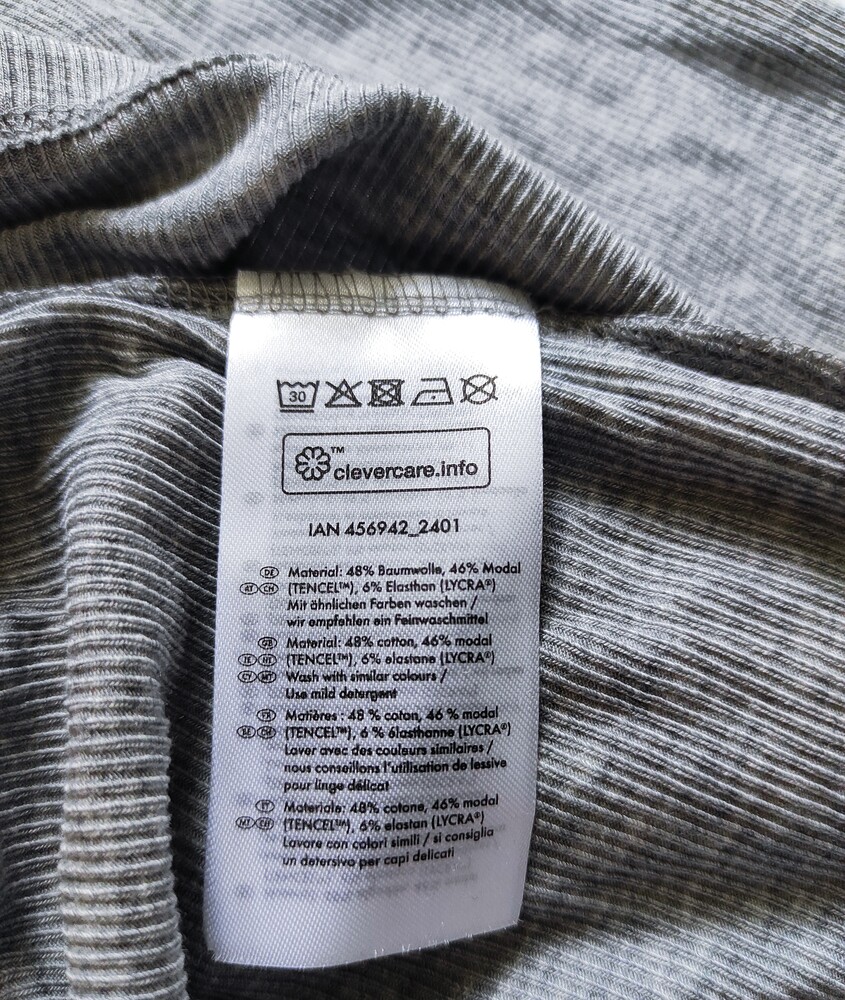 30
clevercare.info™
IAN 456942_2401
DE Material: 48% Baumwolle, 46% Modal
AT CH (TENCEL™), 6% Elasthan (LYCRA®)
Mit ähnlichen Farben waschen /
wir empfehlen ein Feinwaschmittel
GB Material: 48% cotton, 46% modal
IE NI (TENCEL™), 6% elastane (LYCRA®)
CY MT Wash with similar colours /
Use mild detergent
FR Matières : 48 % coton, 46 % modal
BE CH (TENCEL™), 6 % élasthanne (LYCRA®)
Laver avec des couleurs similaires /
nous conseillons l'utilisation de lessive
pour linge délicat
IT Materiale: 48% cotone, 46% modal
MT CH (TENCEL™), 6% elastan (LYCRA®)
Lavare con colori simili / si consiglia
un detersivo per capi delicati